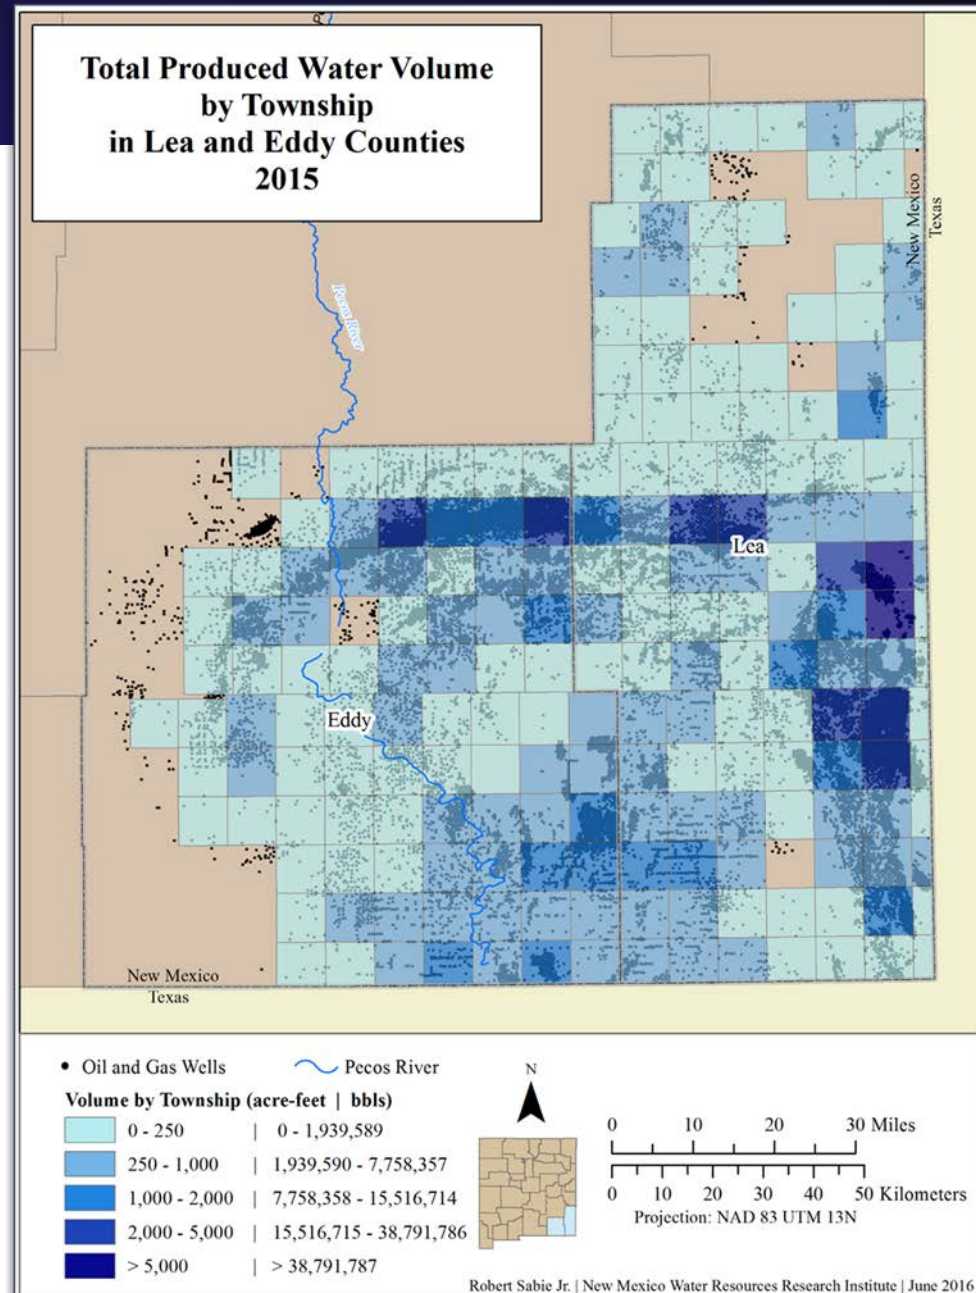 Total Produced Water Volume
by Township
in Lea and Eddy Counties
2015
Pecos River
New Mexico
Texas
Lea
Eddy
New Mexico
Texas
Oil and Gas Wells
Pecos River
Volume by Township (acre-feet | bbls)
0 - 250 | 0 - 1,939,589
250 - 1,000 | 1,939,590 - 7,758,357
1,000 - 2,000 | 7,758,358 - 15,516,714
2,000 - 5,000 | 15,516,715 - 38,791,786
> 5,000 | > 38,791,787
N
0 10 20 30 Miles
0 10 20 30 40 50 Kilometers
Projection: NAD 83 UTM 13N
Robert Sabie Jr. | New Mexico Water Resources Research Institute | June 2016